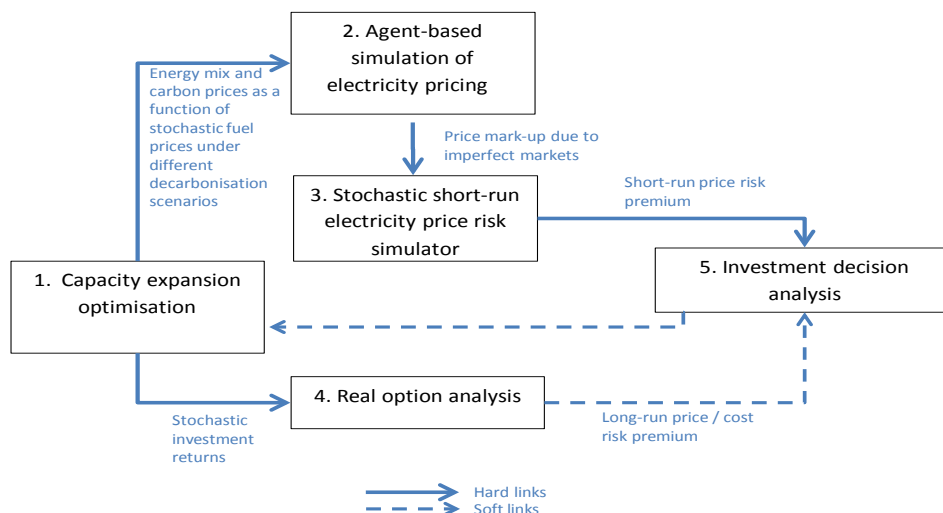 2. Agent-based
simulation of
electricity pricing
Energy mix and
carbon prices as a
function of
stochastic fuel
prices under
different
decarbonisation
scenarios
Price mark-up due to
imperfect markets
3. Stochastic short-run
electricity price risk
simulator
Short-run price risk
premium
1. Capacity expansion
optimisation
5. Investment decision
analysis
4. Real option analysis
Stochastic
investment
returns
Long-run price / cost
risk premium
Hard links
Soft links